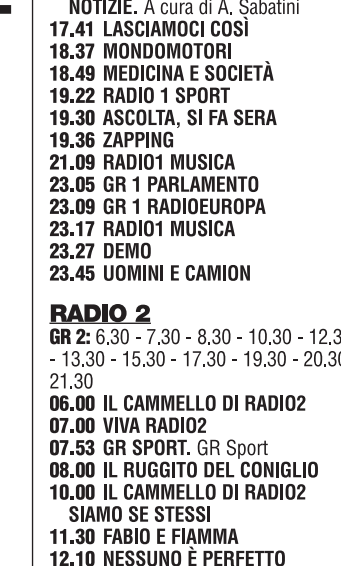 NOTIZIE. A cura di A. Sabatini
17.41 LASCIAMOCI COSÌ
18.37 MONDOMOTORI
18.49 MEDICINA E SOCIETÀ
19.22 RADIO 1 SPORT
19.30 ASCOLTA, SI FA SERA
19.36 ZAPPING
21.09 RADIO1 MUSICA
23.05 GR 1 PARLAMENTO
23.09 GR 1 RADIOEUROPA
23.17 RADIO1 MUSICA
23.27 DEMO
23.45 UOMINI E CAMION
RADIO 2
GR 2: 6.30 - 7.30 - 8.30 - 10.30 - 12.3
- 13.30 - 15.30 - 17.30 - 19.30 - 20.30
21.30
06.00 IL CAMMELLO DI RADIO2
07.00 VIVA RADIO2
07.53 GR SPORT. GR Sport
08.00 IL RUGGITO DEL CONIGLIO
10.00 IL CAMMELLO DI RADIO2
SIAMO SE STESSI
11.30 FABIO E FIAMMA
12.10 NESSUNO È PERFETTO